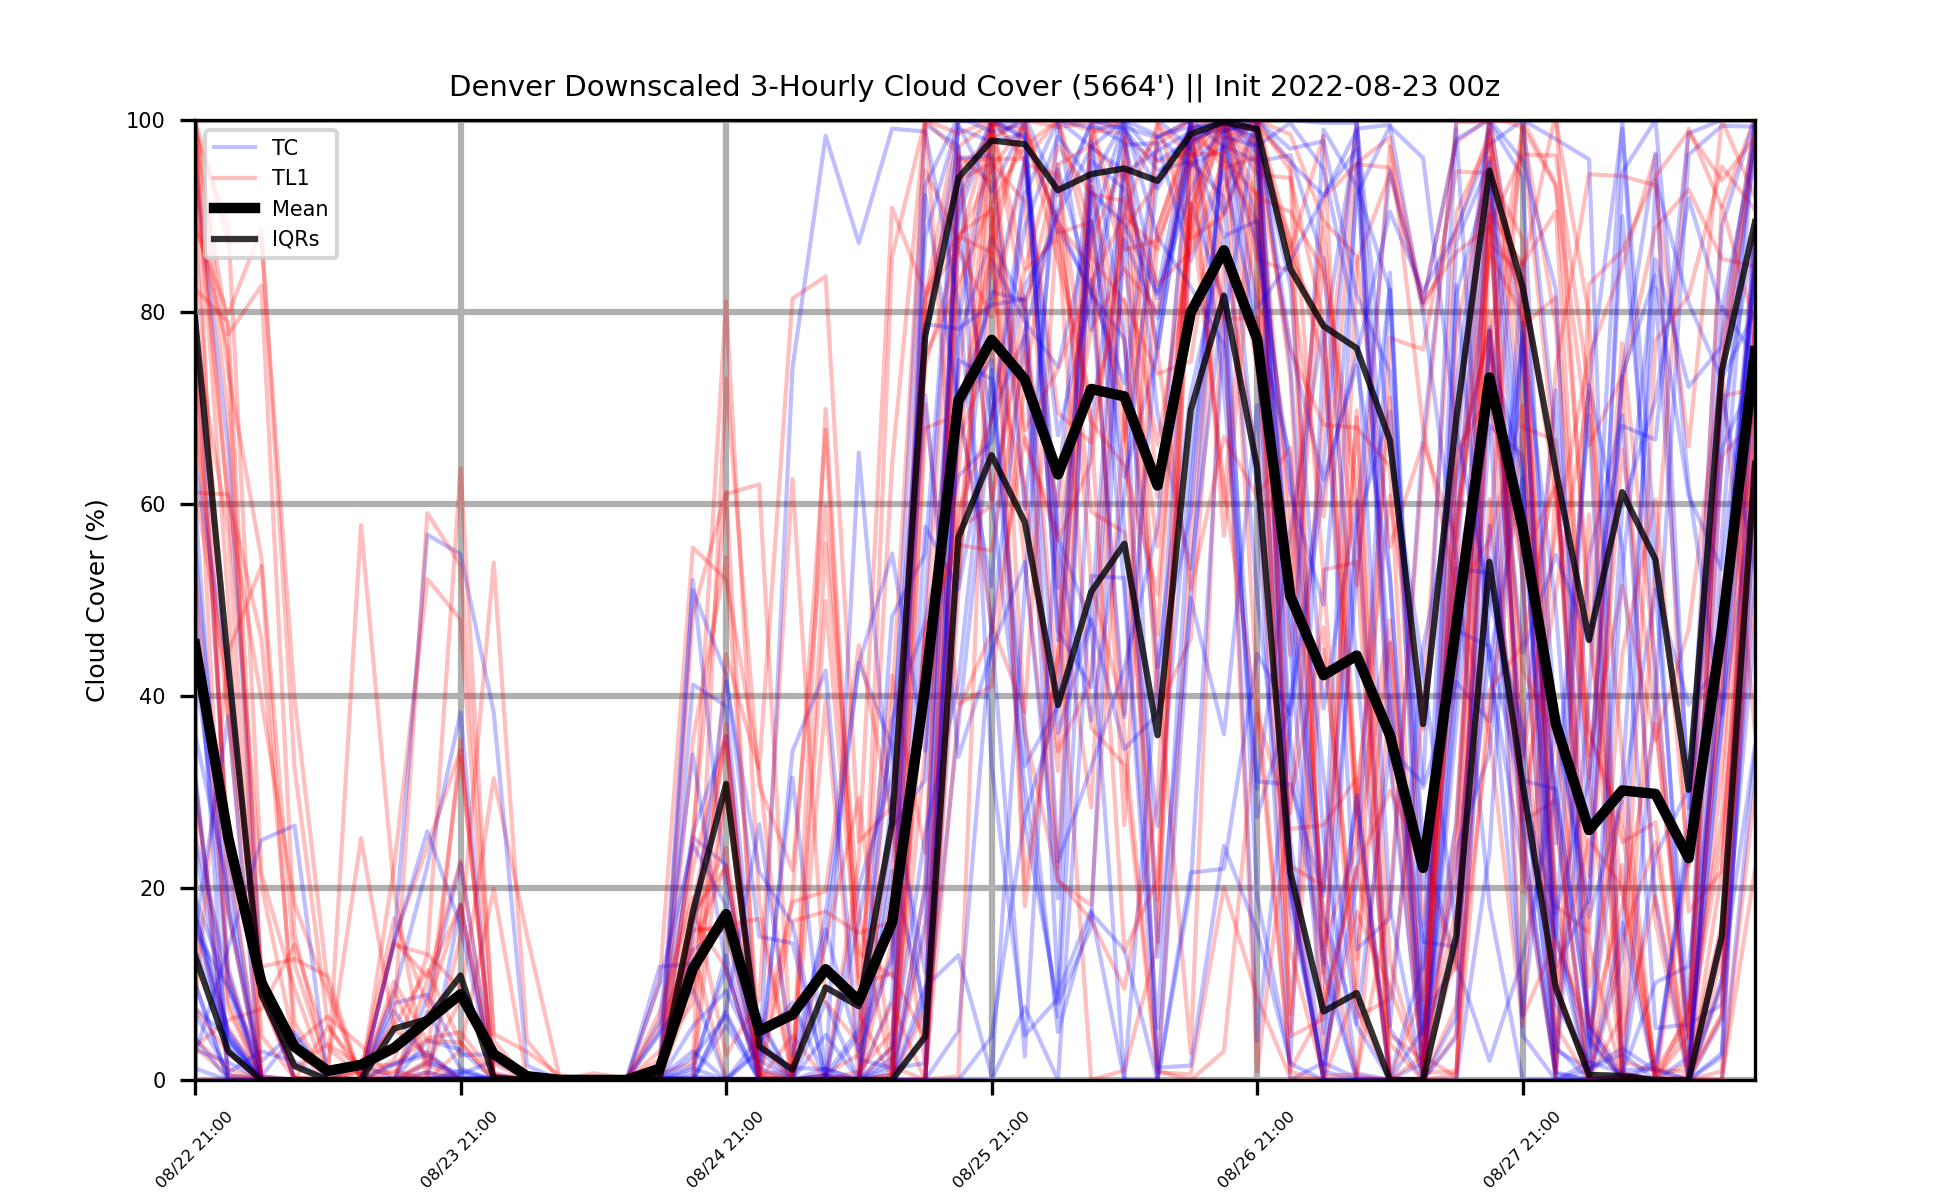 Denver Downscaled 3-Hourly Cloud Cover (5664') || Init 2022-08-23 00z
TC
TL1
Mean
IQRs
Cloud Cover (%)
100
80
60
40
20
0
08/22 21:00
08/23 21:00
08/24 21:00
08/25 21:00
08/26 21:00
08/27 21:00